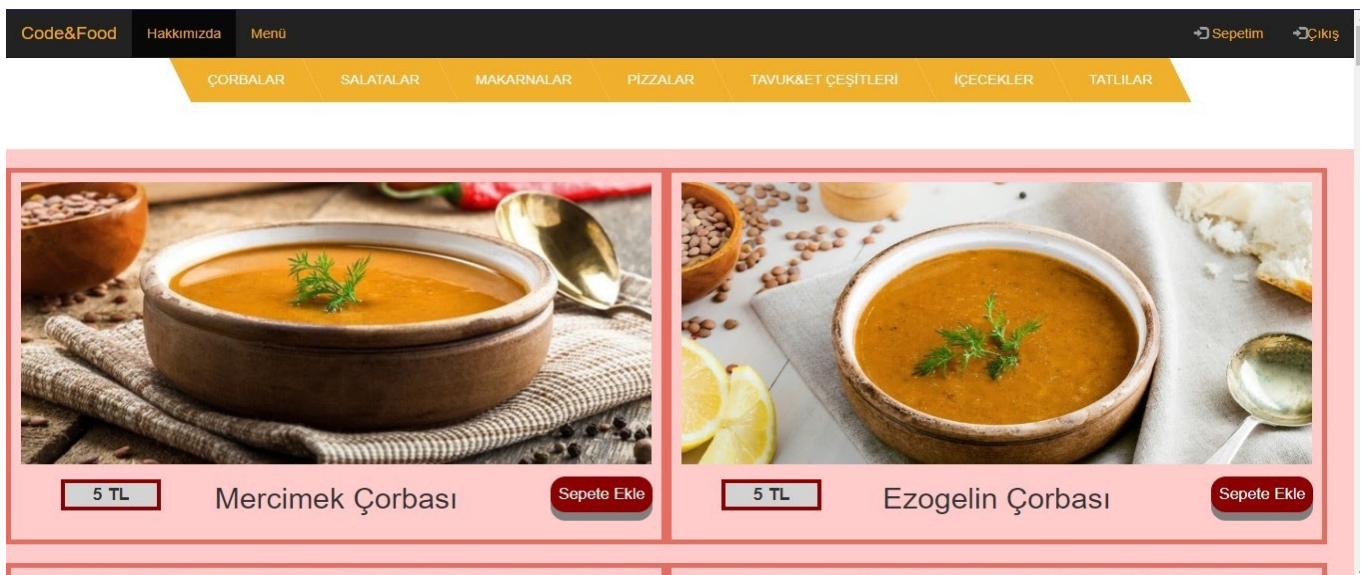 Code&Food Hakkımızda Menü Sepetim Çıkış
ÇORBALAR SALATALAR MAKARNALAR PİZZALAR TAVUK&ET ÇEŞİTLERİ İÇECEKLER TATLILAR
5 TL Mercimek Çorbası Sepete Ekle 5 TL Ezogelin Çorbası Sepete Ekle